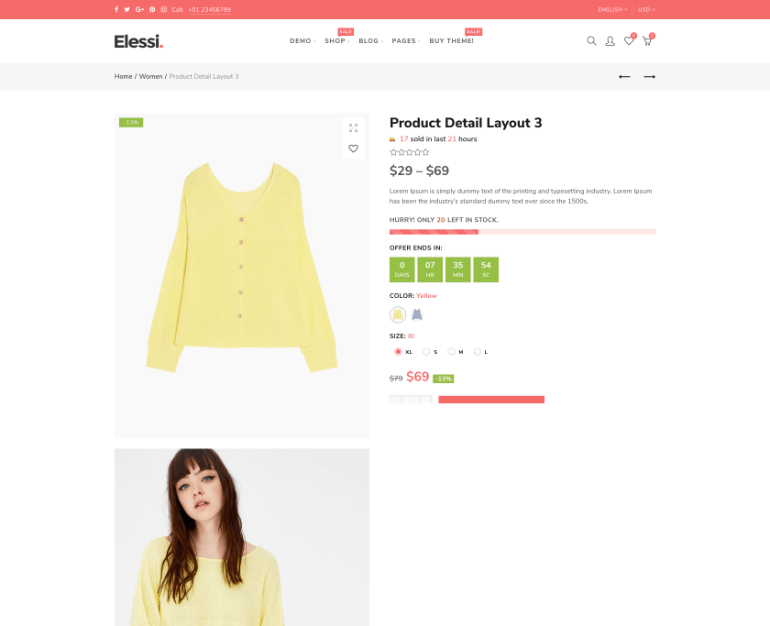 Call: +01 23456789
ENGLISH
USD
Elessi.
DEMO
SALE
SHOP
BLOG
PAGES
SALE!
BUY THEME!
0
0
Home / Women / Product Detail Layout 3
-13%
Product Detail Layout 3
17 sold in last 21 hours
$29 – $69
Lorem Ipsum is simply dummy text of the printing and typesetting industry. Lorem Ipsum
has been the industry's standard dummy text ever since the 1500s.
HURRY! ONLY 20 LEFT IN STOCK.
OFFER ENDS IN:
0 07 35 54
DAYS HR MIN SC
COLOR: Yellow
SIZE: Xl
XL S M L
$79 $69 -13%